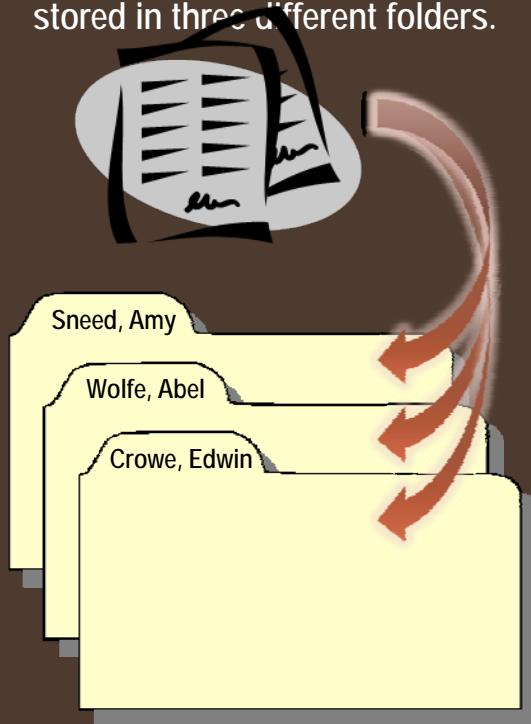 stored in three different folders.
Sneed, Amy
Wolfe, Abel
Crowe, Edwin